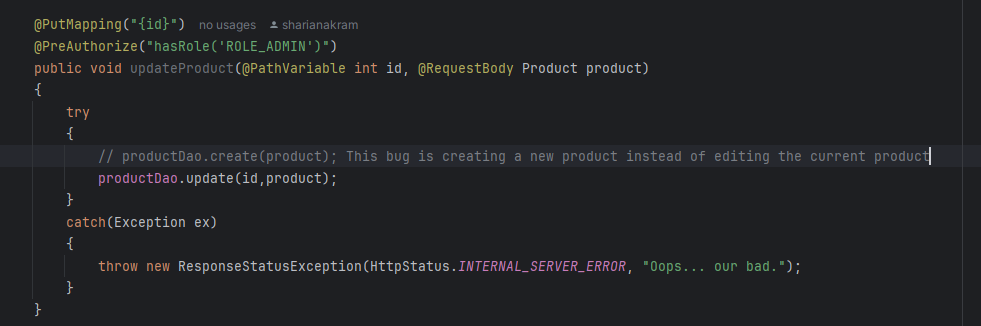 @PutMapping("{id}") no usages sharianakram
@PreAuthorize("hasRole('ROLE_ADMIN')")
public void updateProduct(@PathVariable int id, @RequestBody Product product)
{
try
{
// productDao.create(product); This bug is creating a new product instead of editing the current product
productDao.update(id,product);
}
catch(Exception ex)
{
throw new ResponseStatusException(HttpStatus.INTERNAL_SERVER_ERROR, "Oops... our bad.");
}
}